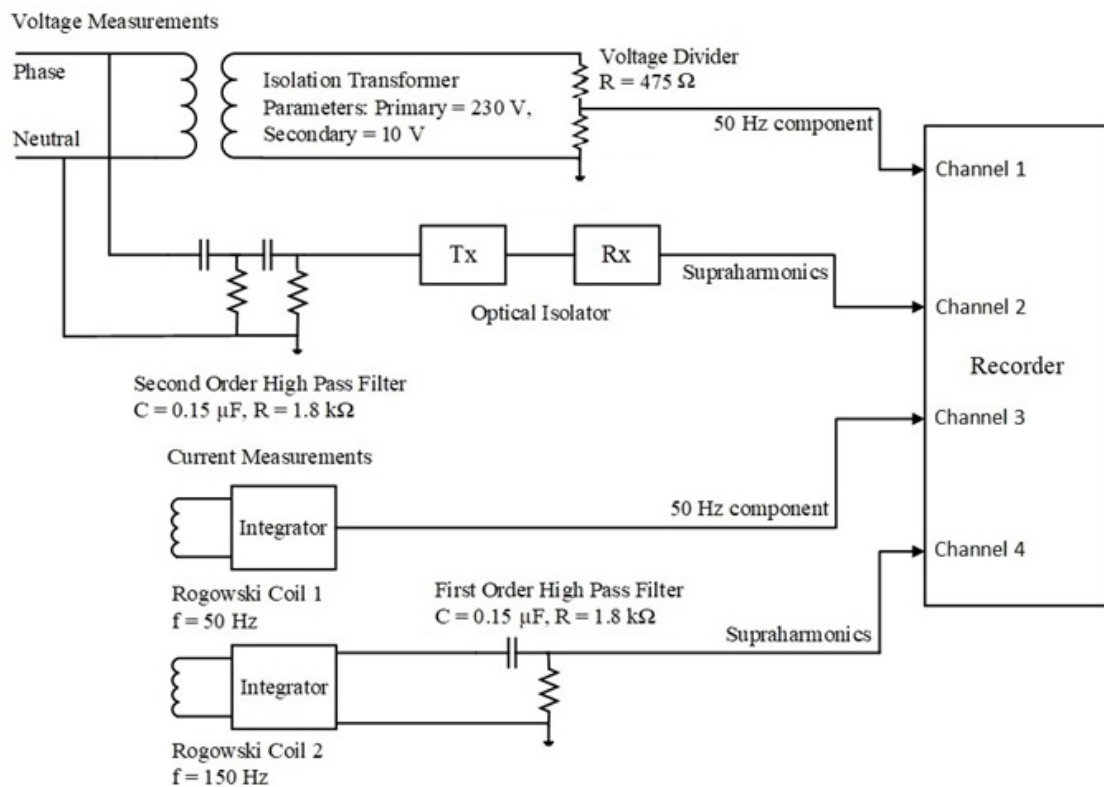 Voltage Measurements
Phase
Neutral
Isolation Transformer
Parameters: Primary = 230 V,
Secondary = 10 V
Voltage Divider
R = 475 Ω
50 Hz component
Channel 1
Tx
Rx
Optical Isolator
Supraharmonics
Channel 2
Recorder
Second Order High Pass Filter
C = 0.15 µF, R = 1.8 kΩ
Channel 3
Current Measurements
Integrator
50 Hz component
Rogowski Coil 1
f = 50 Hz
Channel 4
First Order High Pass Filter
C = 0.15 µF, R = 1.8 kΩ
Supraharmonics
Integrator
Rogowski Coil 2
f = 150 Hz